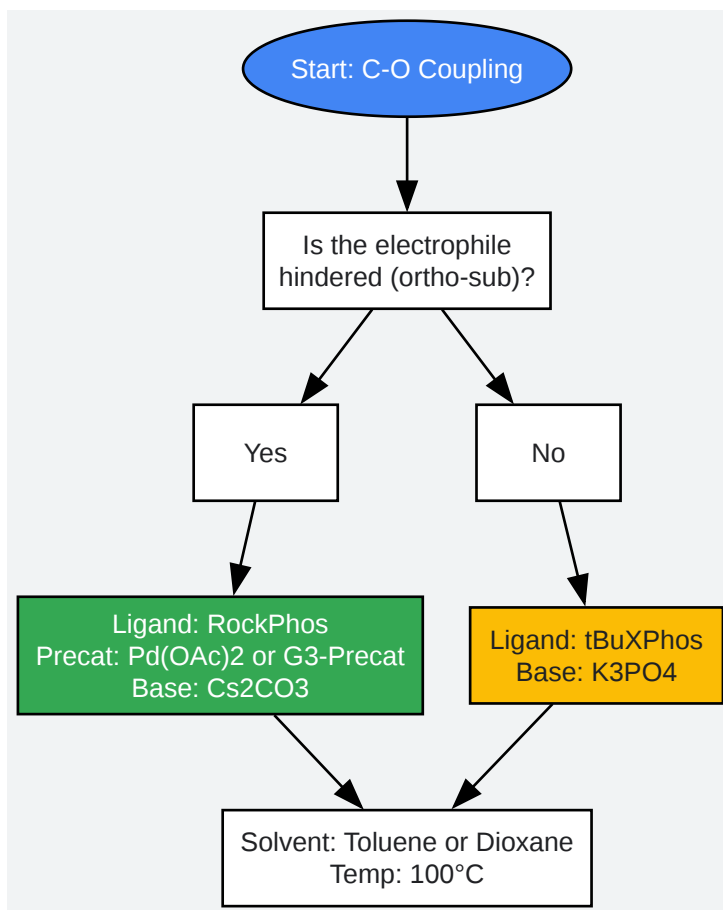 Start: C-O Coupling
Is the electrophile
hindered (ortho-sub)?
Yes
No
Ligand: RockPhos
Precat: Pd(OAc)2 or G3-Precat
Base: Cs2CO3
Ligand: tBuXPhos
Base: K3PO4
Solvent: Toluene or Dioxane
Temp: 100°C